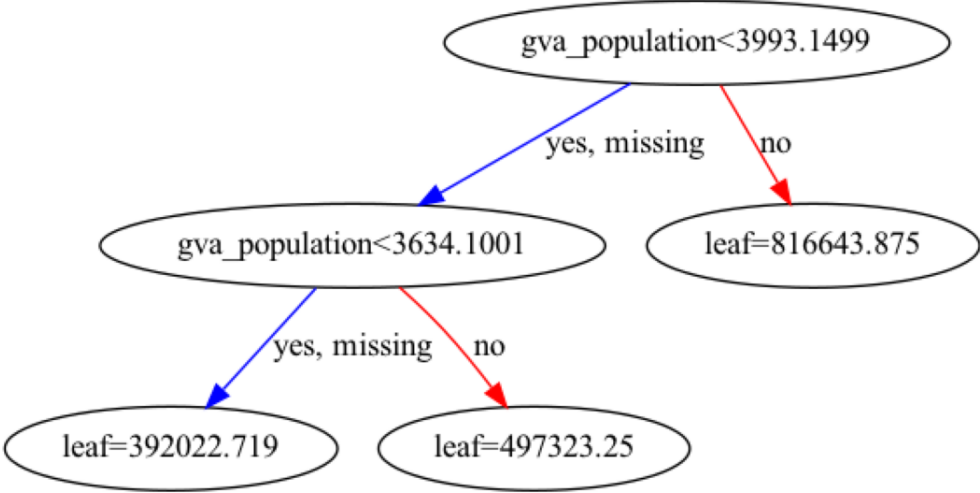 gva_population<3993.1499
yes, missing
no
gva_population<3634.1001
leaf=816643.875
yes, missing
no
leaf=392022.719
leaf=497323.25